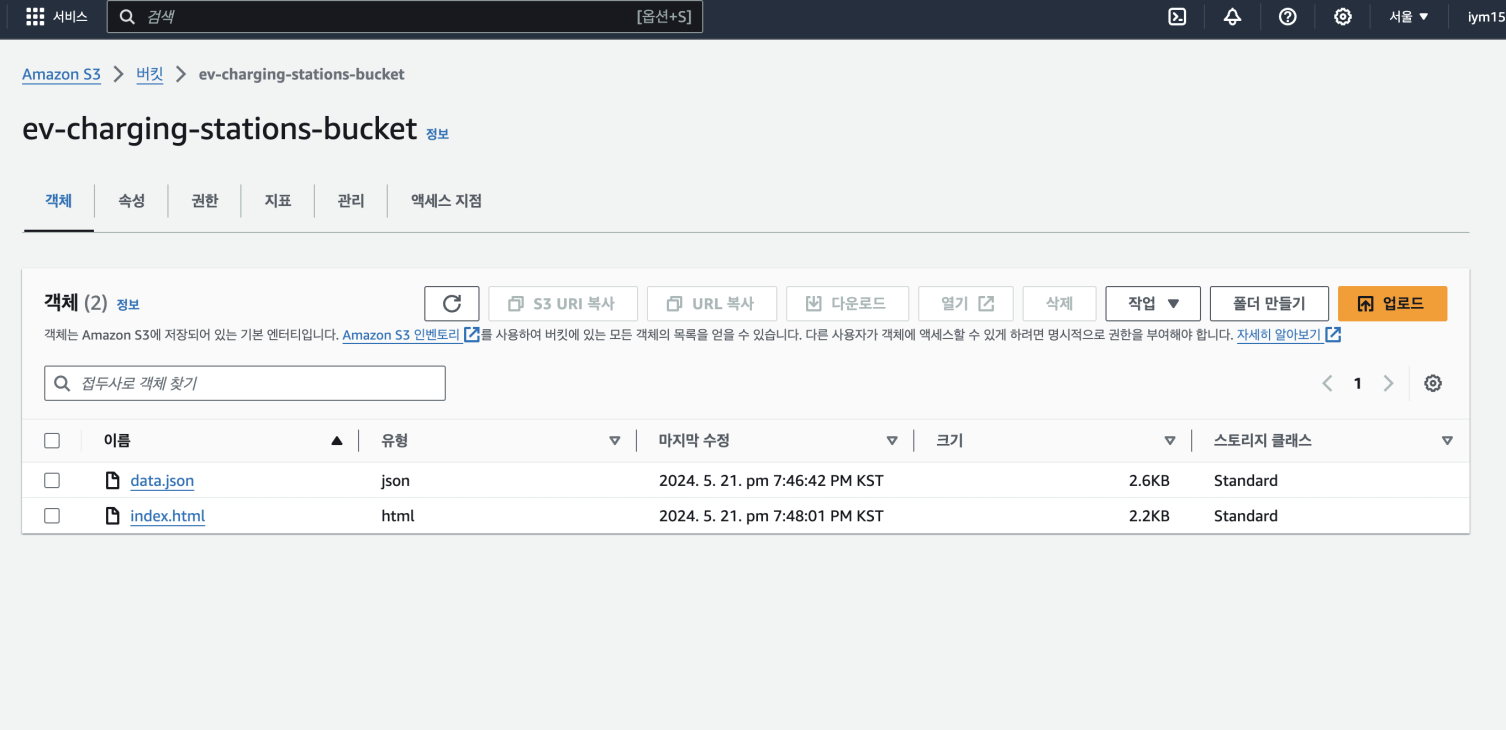 서비스 검색 [옵션+S] 서울 ▼ iym15
Amazon S3 > 버킷 > ev-charging-stations-bucket
ev-charging-stations-bucket 정보
객체 속성 권한 지표 관리 액세스 지점
객체 (2) 정보 S3 URI 복사 URL 복사 다운로드 열기 삭제 작업 ▼ 폴더 만들기 업로드
객체는 Amazon S3에 저장되어 있는 기본 엔터티입니다. Amazon S3 인벤토리를 사용하여 버킷에 있는 모든 객체의 목록을 얻을 수 있습니다. 다른 사용자가 객체에 액세스할 수 있게 하려면 명시적으로 권한을 부여해야 합니다. 자세히 알아보기
접두사로 객체 찾기 < 1 >
이름 ▲ 유형 ▽ 마지막 수정 ▽ 크기 ▽ 스토리지 클래스 ▽
data.json json 2024. 5. 21. pm 7:46:42 PM KST 2.6KB Standard
index.html html 2024. 5. 21. pm 7:48:01 PM KST 2.2KB Standard